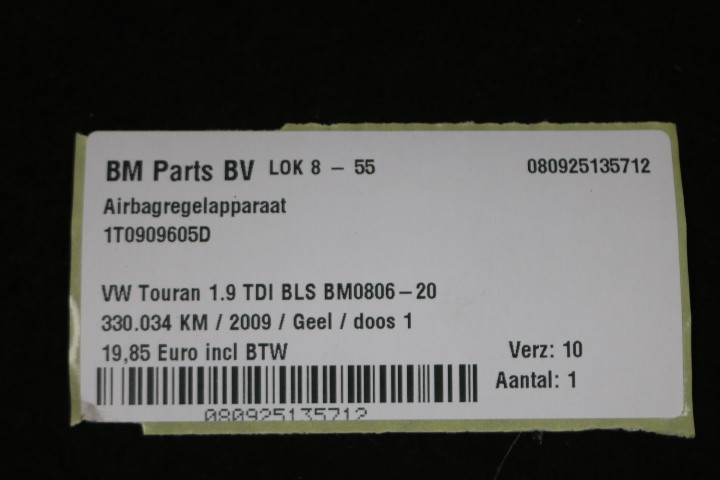 BM Parts BV LOK 8 – 55 080925135712
Airbagregelapparaat
1T0909605D
VW Touran 1.9 TDI BLS BM0806–20
330.034 KM / 2009 / Geel / doos 1
19,85 Euro incl BTW Verz: 10
Aantal: 1
080925135712